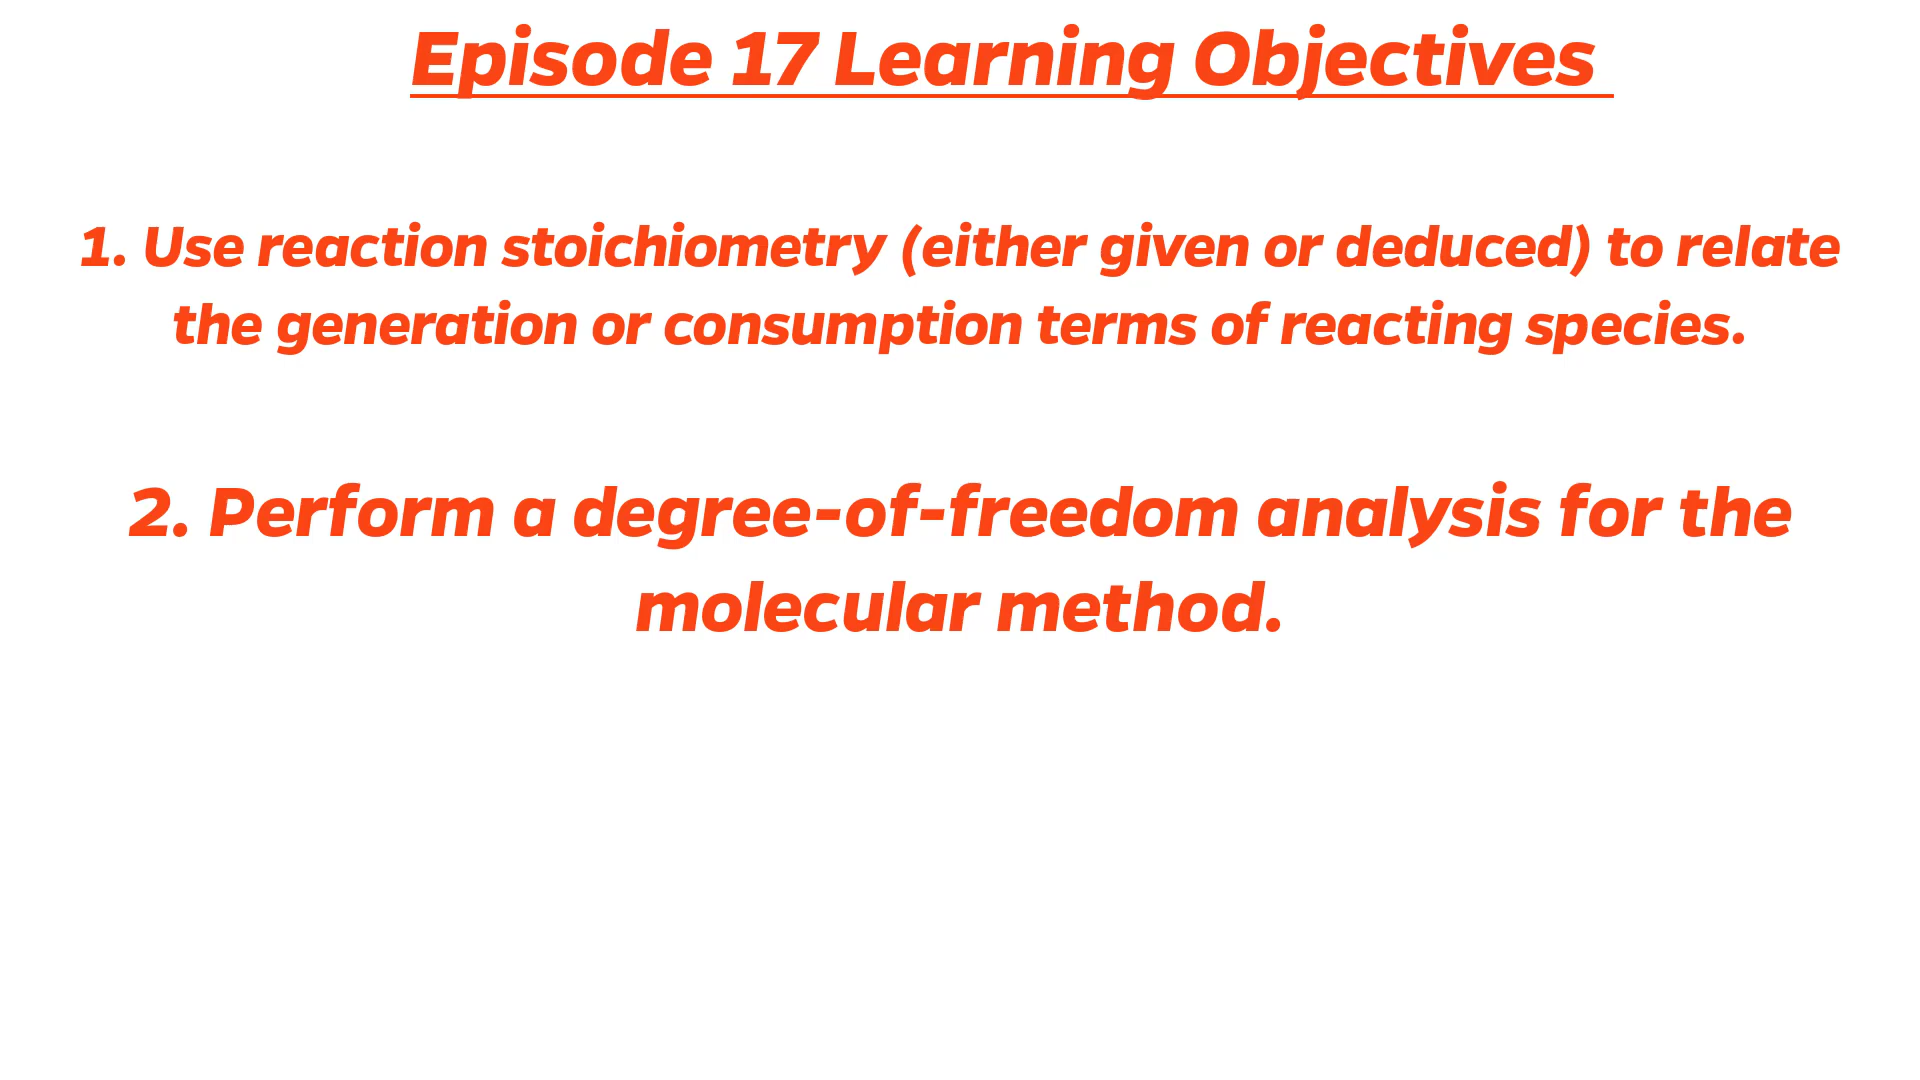 Episode 17 Learning Objectives
1. Use reaction stoichiometry (either given or deduced) to relate
the generation or consumption terms of reacting species.
2. Perform a degree-of-freedom analysis for the
molecular method.